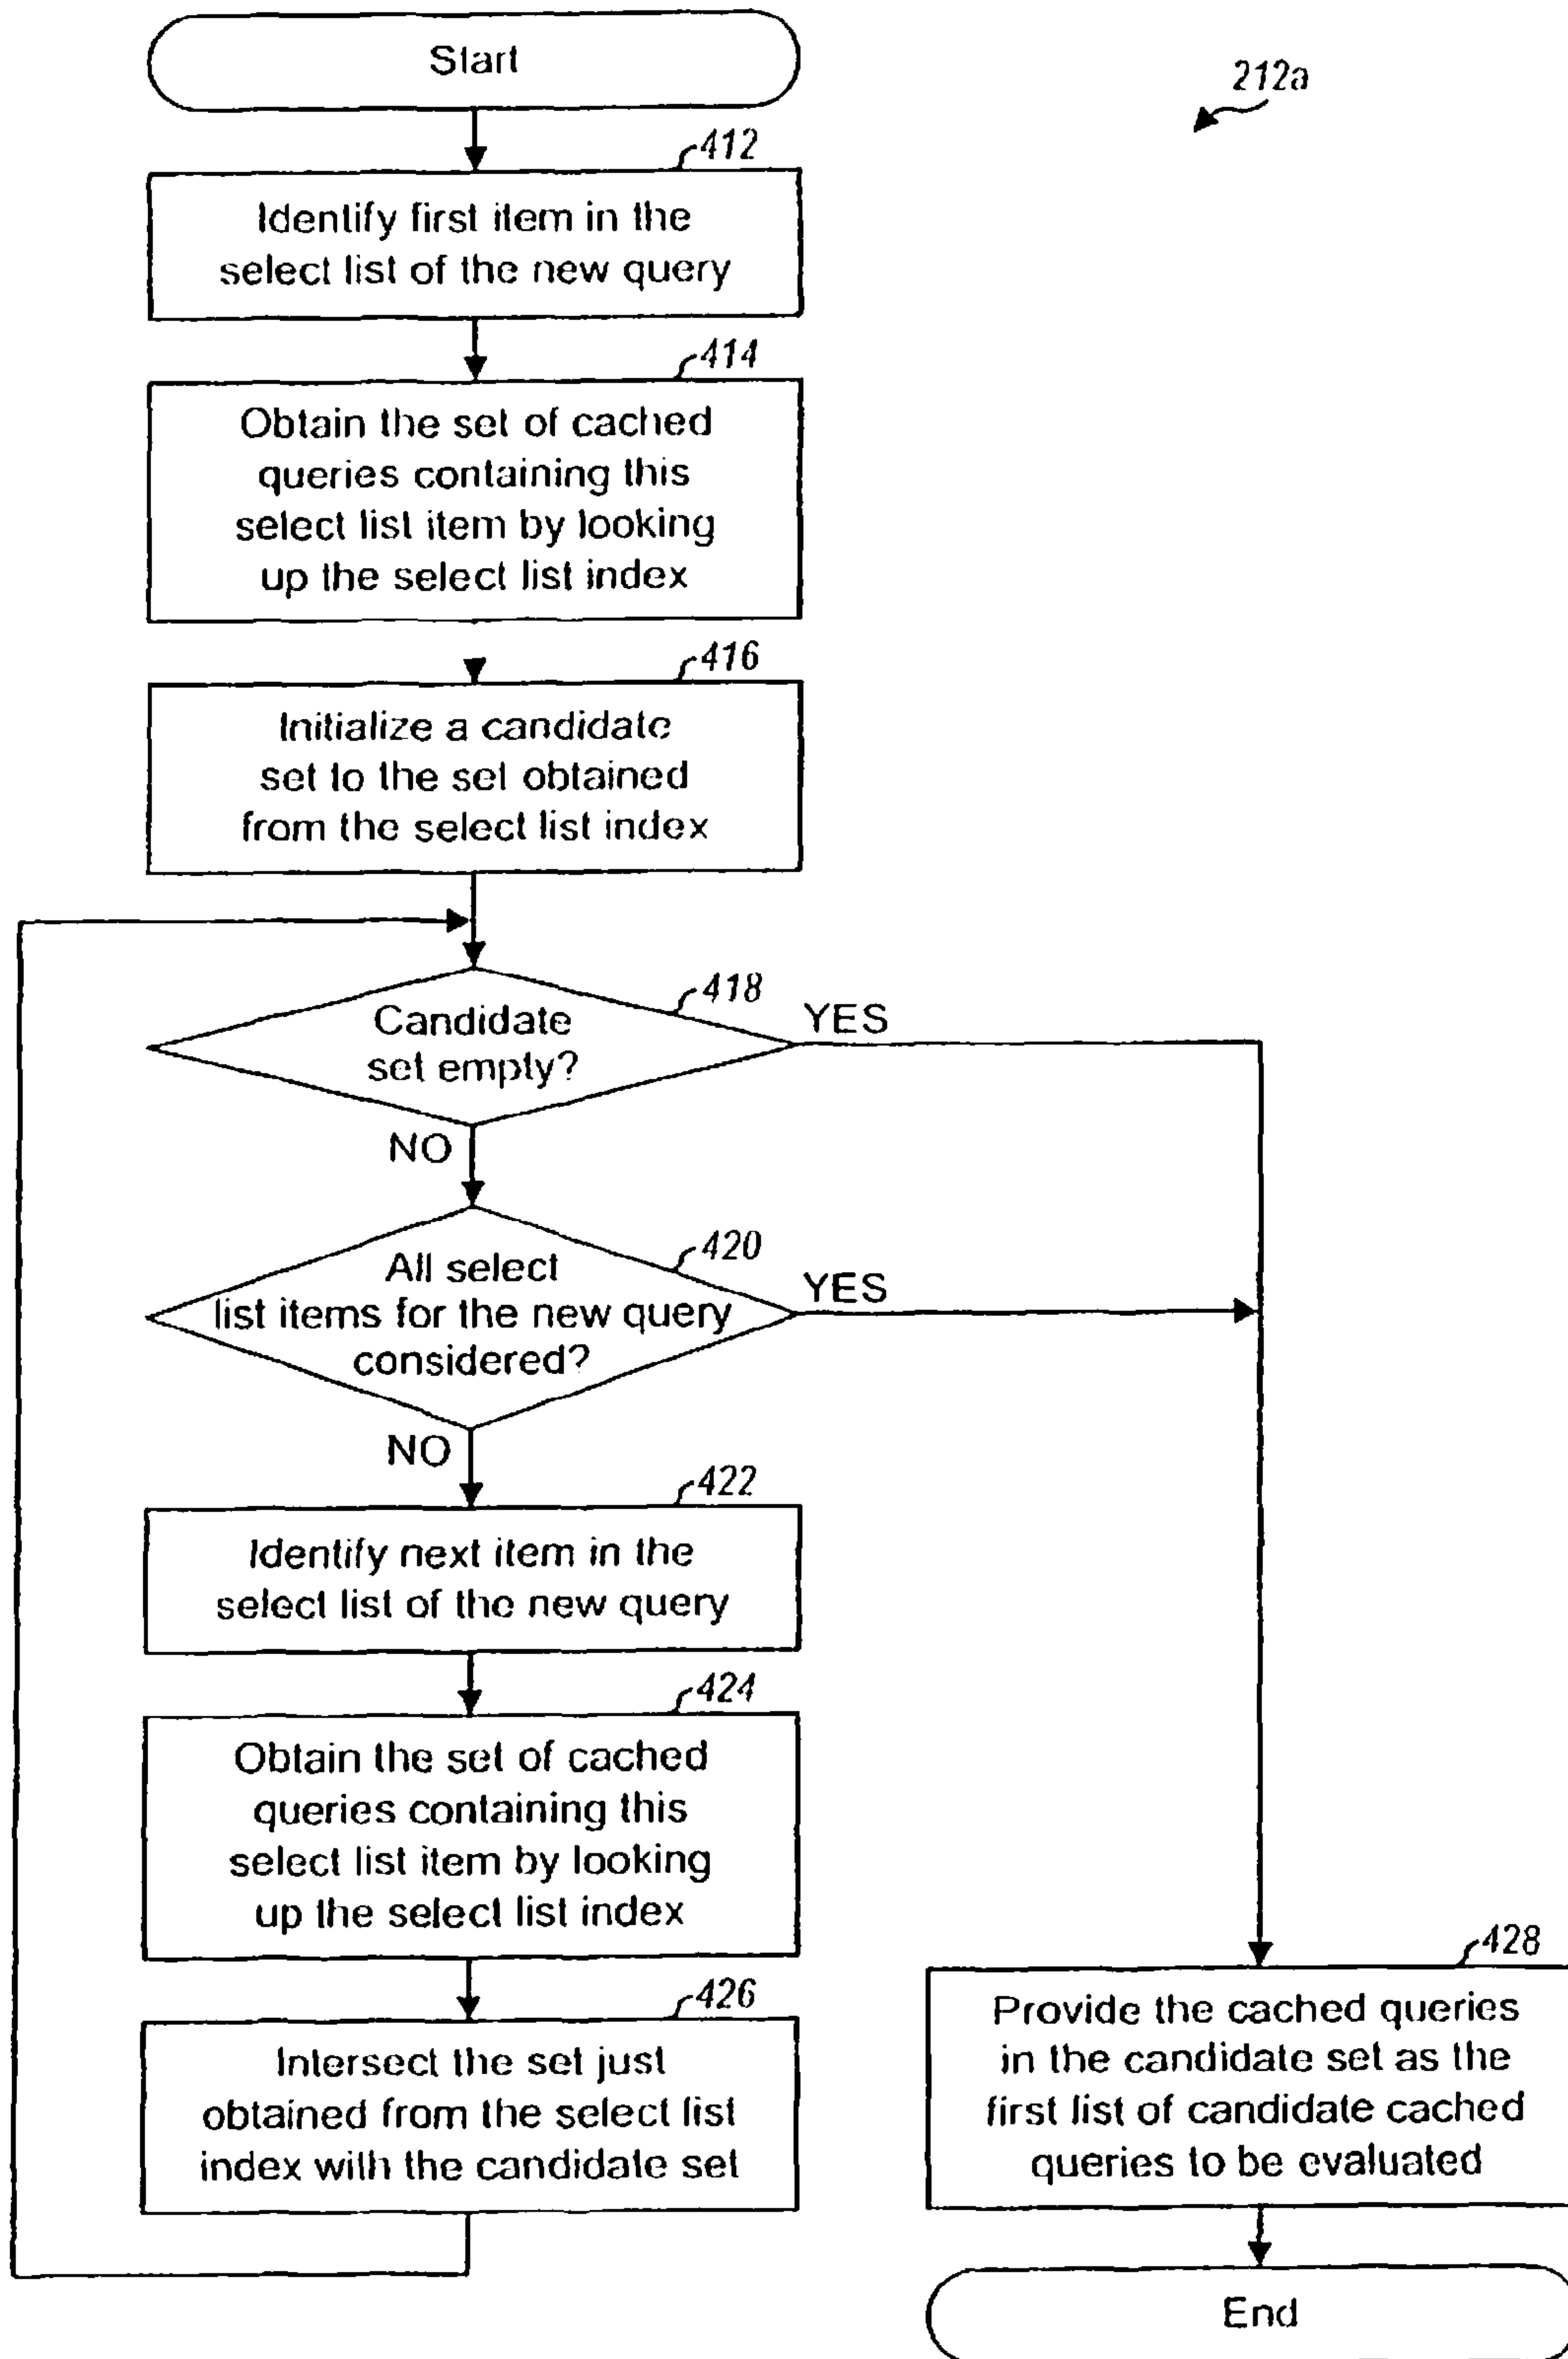 Start
212a
412
Identify first item in the
select list of the new query
414
Obtain the set of cached
queries containing this
select list item by looking
up the select list index
416
Initialize a candidate
set to the set obtained
from the select list index
418
Candidate
set empty?
YES
NO
420
All select
list items for the new query
considered?
YES
NO
422
Identify next item in the
select list of the new query
424
Obtain the set of cached
queries containing this
select list item by looking
up the select list index
426
Intersect the set just
obtained from the select list
index with the candidate set
428
Provide the cached queries
in the candidate set as the
first list of candidate cached
queries to be evaluated
End